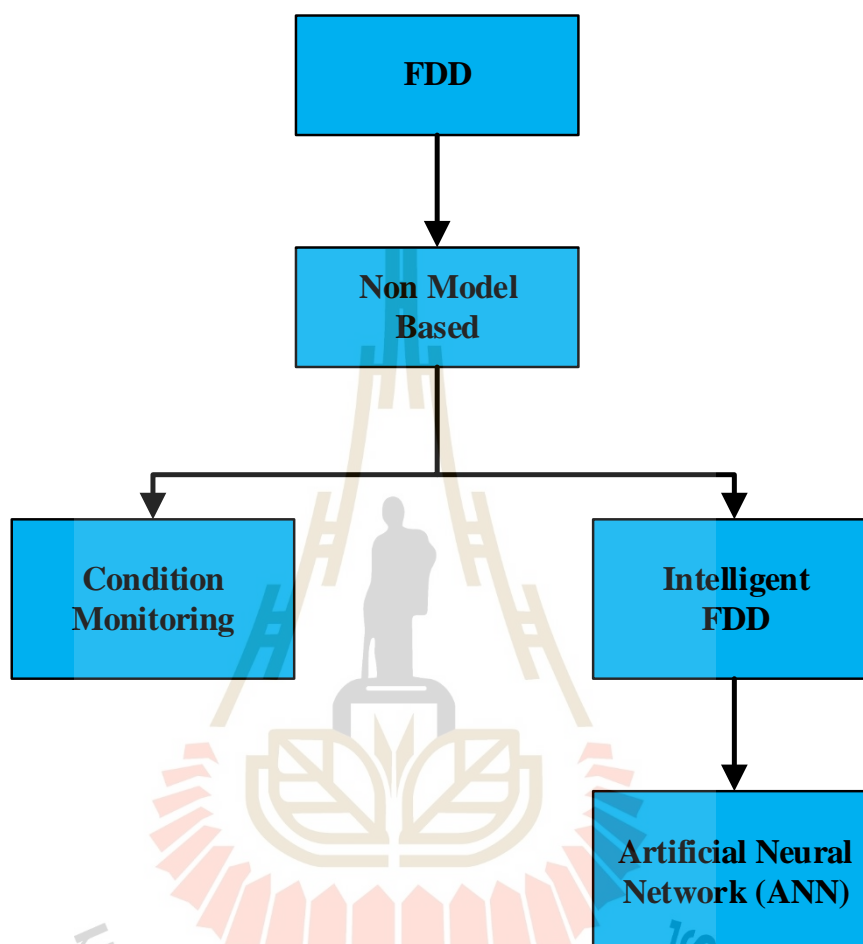 FDD
Non Model
Based
Condition
Monitoring
Intelligent
FDD
Artificial Neural
Network (ANN)